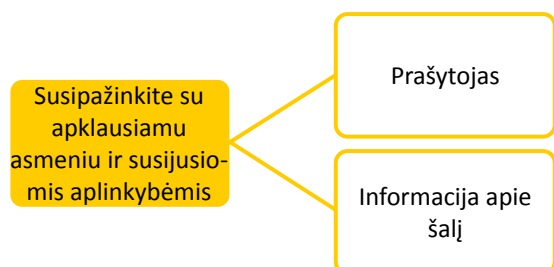 Susipažinkite su
apklausiamu
asmeniu ir susijusio-
mis aplinkybėmis
Prašytojas
Informacija apie
šalį